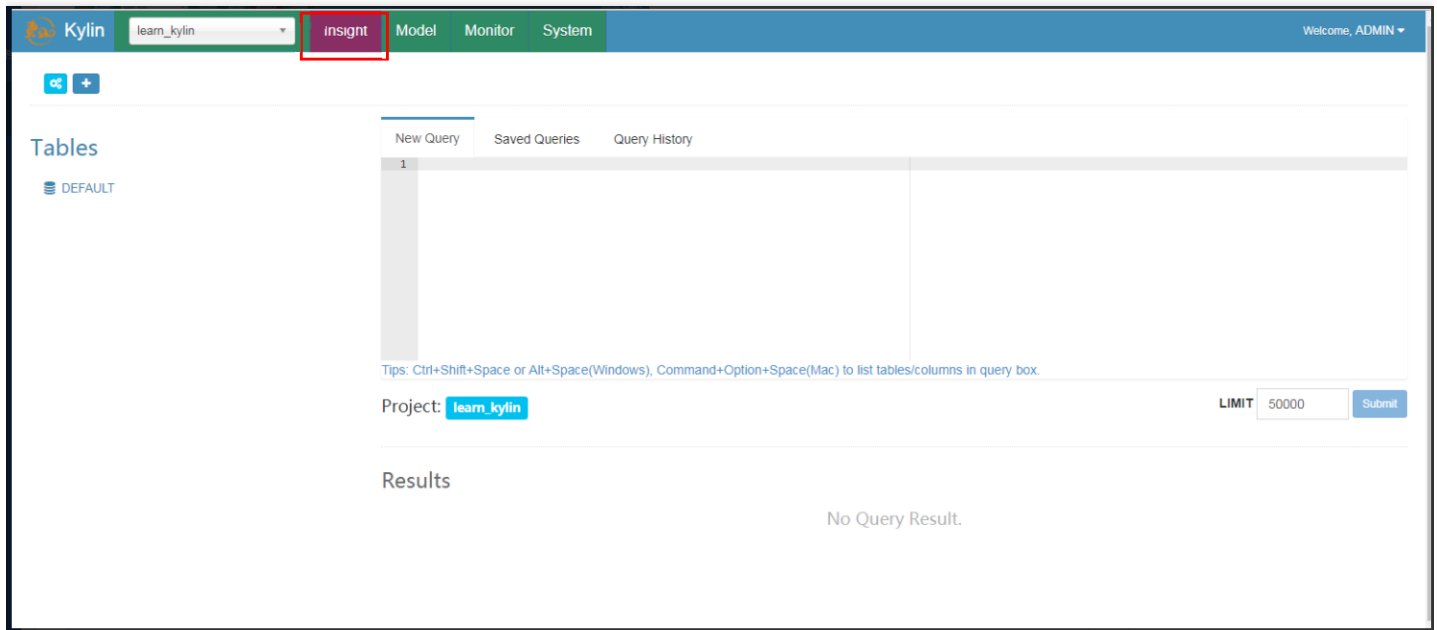 Kylin learn_kylin Insight Model Monitor System Welcome, ADMIN
Tables
DEFAULT
New Query Saved Queries Query History
1
Tips: Ctrl+Shift+Space or Alt+Space(Windows), Command+Option+Space(Mac) to list tables/columns in query box.
Project: learn_kylin LIMIT 50000 Submit
Results
No Query Result.